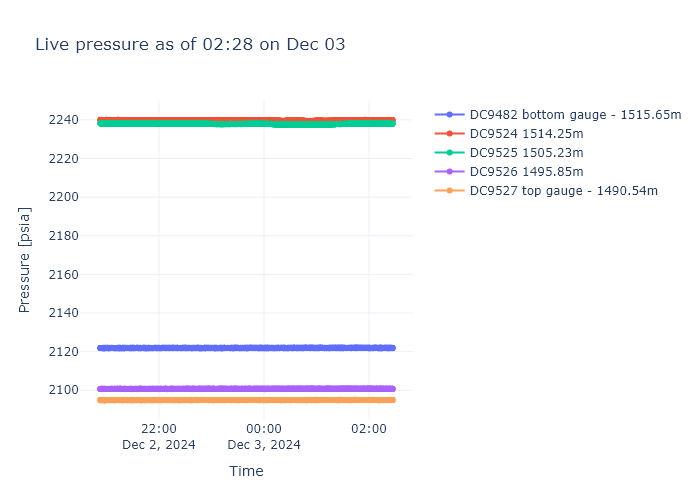 Live pressure as of 02:28 on Dec 03
2240
2220
2200
2180
2160
2140
2120
2100
Pressure [psia]
22:00
Dec 2, 2024
00:00
Dec 3, 2024
02:00
Time
DC9482 bottom gauge - 1515.65m
DC9524 1514.25m
DC9525 1505.23m
DC9526 1495.85m
DC9527 top gauge - 1490.54m